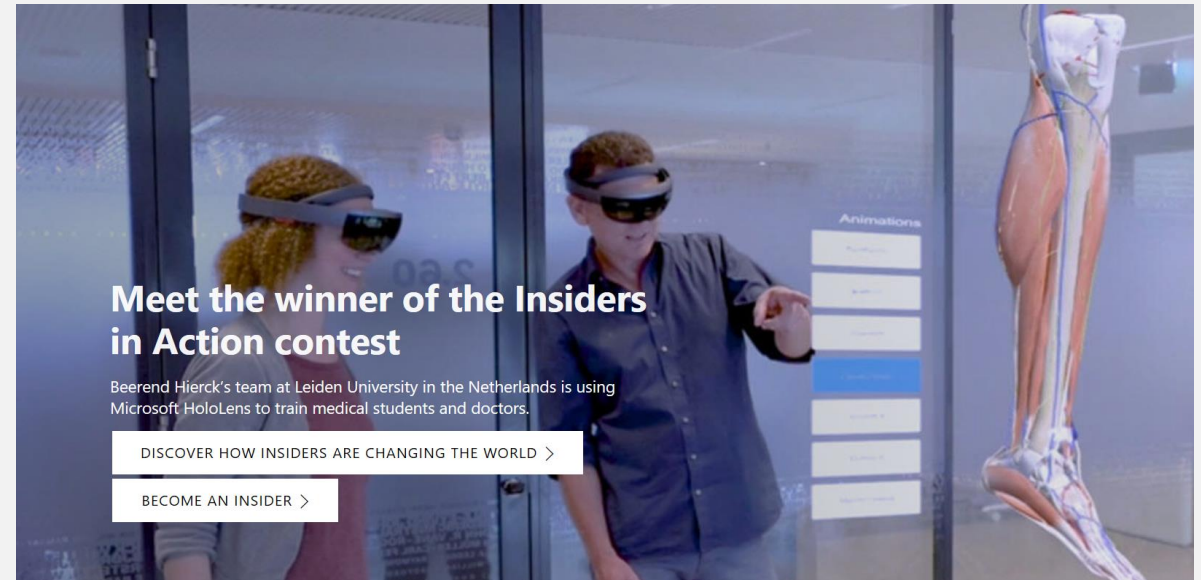 Animations
Meet the winner of the Insiders
in Action contest
Beerend Hierck's team at Leiden University in the Netherlands is using
Microsoft HoloLens to train medical students and doctors.
DISCOVER HOW INSIDERS ARE CHANGING THE WORLD
BECOME AN INSIDER